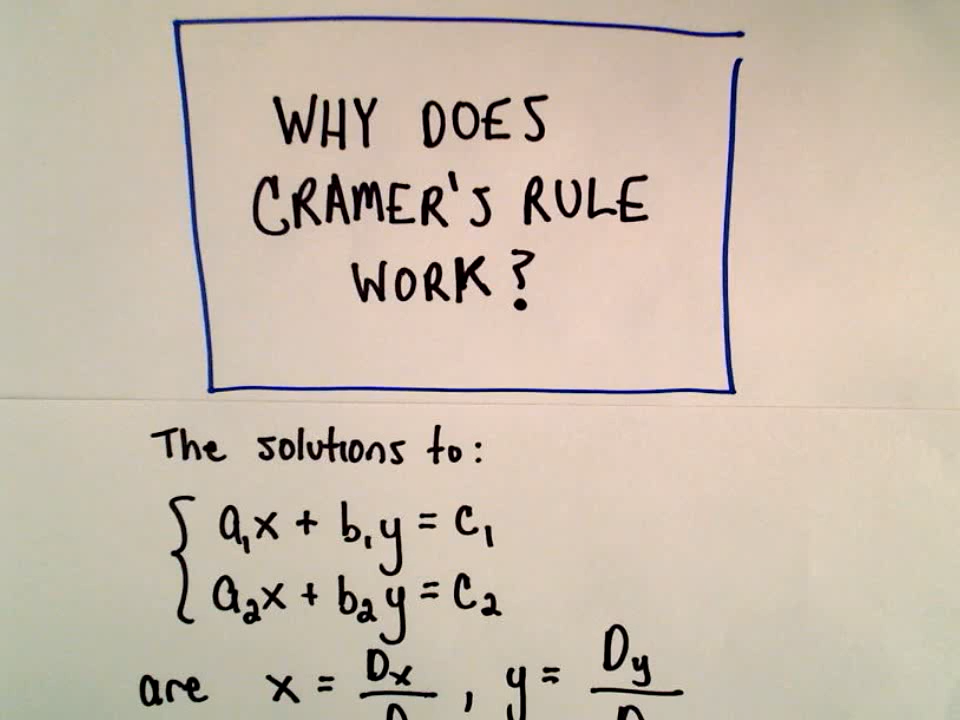 WHY DOES
CRAMER'S RULE
WORK?
The solutions to:
a₁x + b₁y = c₁
a₂x + b₂y = c₂
are x = Dx/D, y = Dy/D